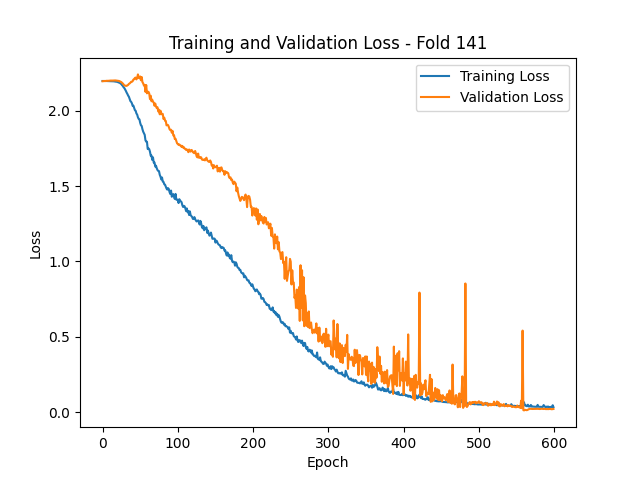 Training and Validation Loss - Fold 141
Training Loss
Validation Loss
2.0
1.5
1.0
0.5
0.0
Loss
0 100 200 300 400 500 600
Epoch